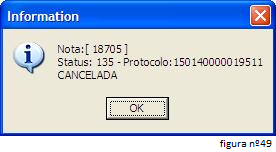 Information
Nota:[ 18705 ]
Status: 135 - Protocolo:150140000019511
CANCELADA
OK
figura nº49